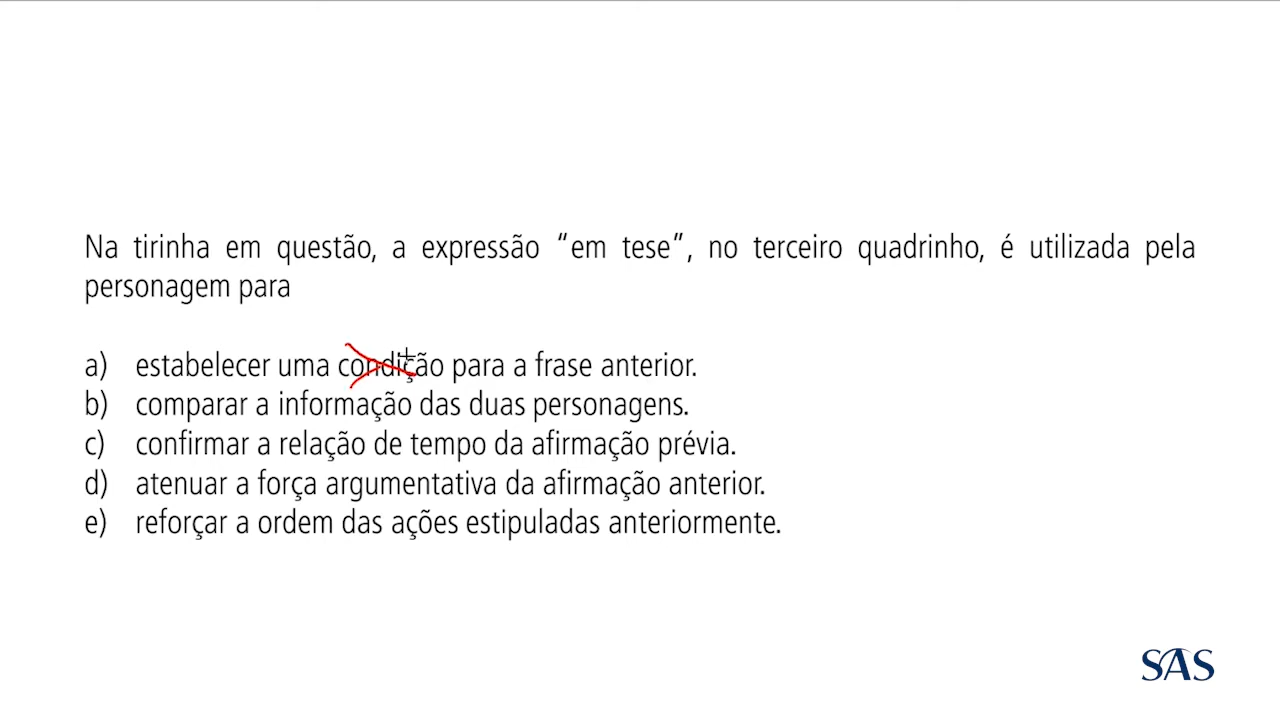 Na tirinha em questão, a expressão “em tese”, no terceiro quadrinho, é utilizada pela
personagem para
a) estabelecer uma condição para a frase anterior.
b) comparar a informação das duas personagens.
c) confirmar a relação de tempo da afirmação prévia.
d) atenuar a força argumentativa da afirmação anterior.
e) reforçar a ordem das ações estipuladas anteriormente.
SAS